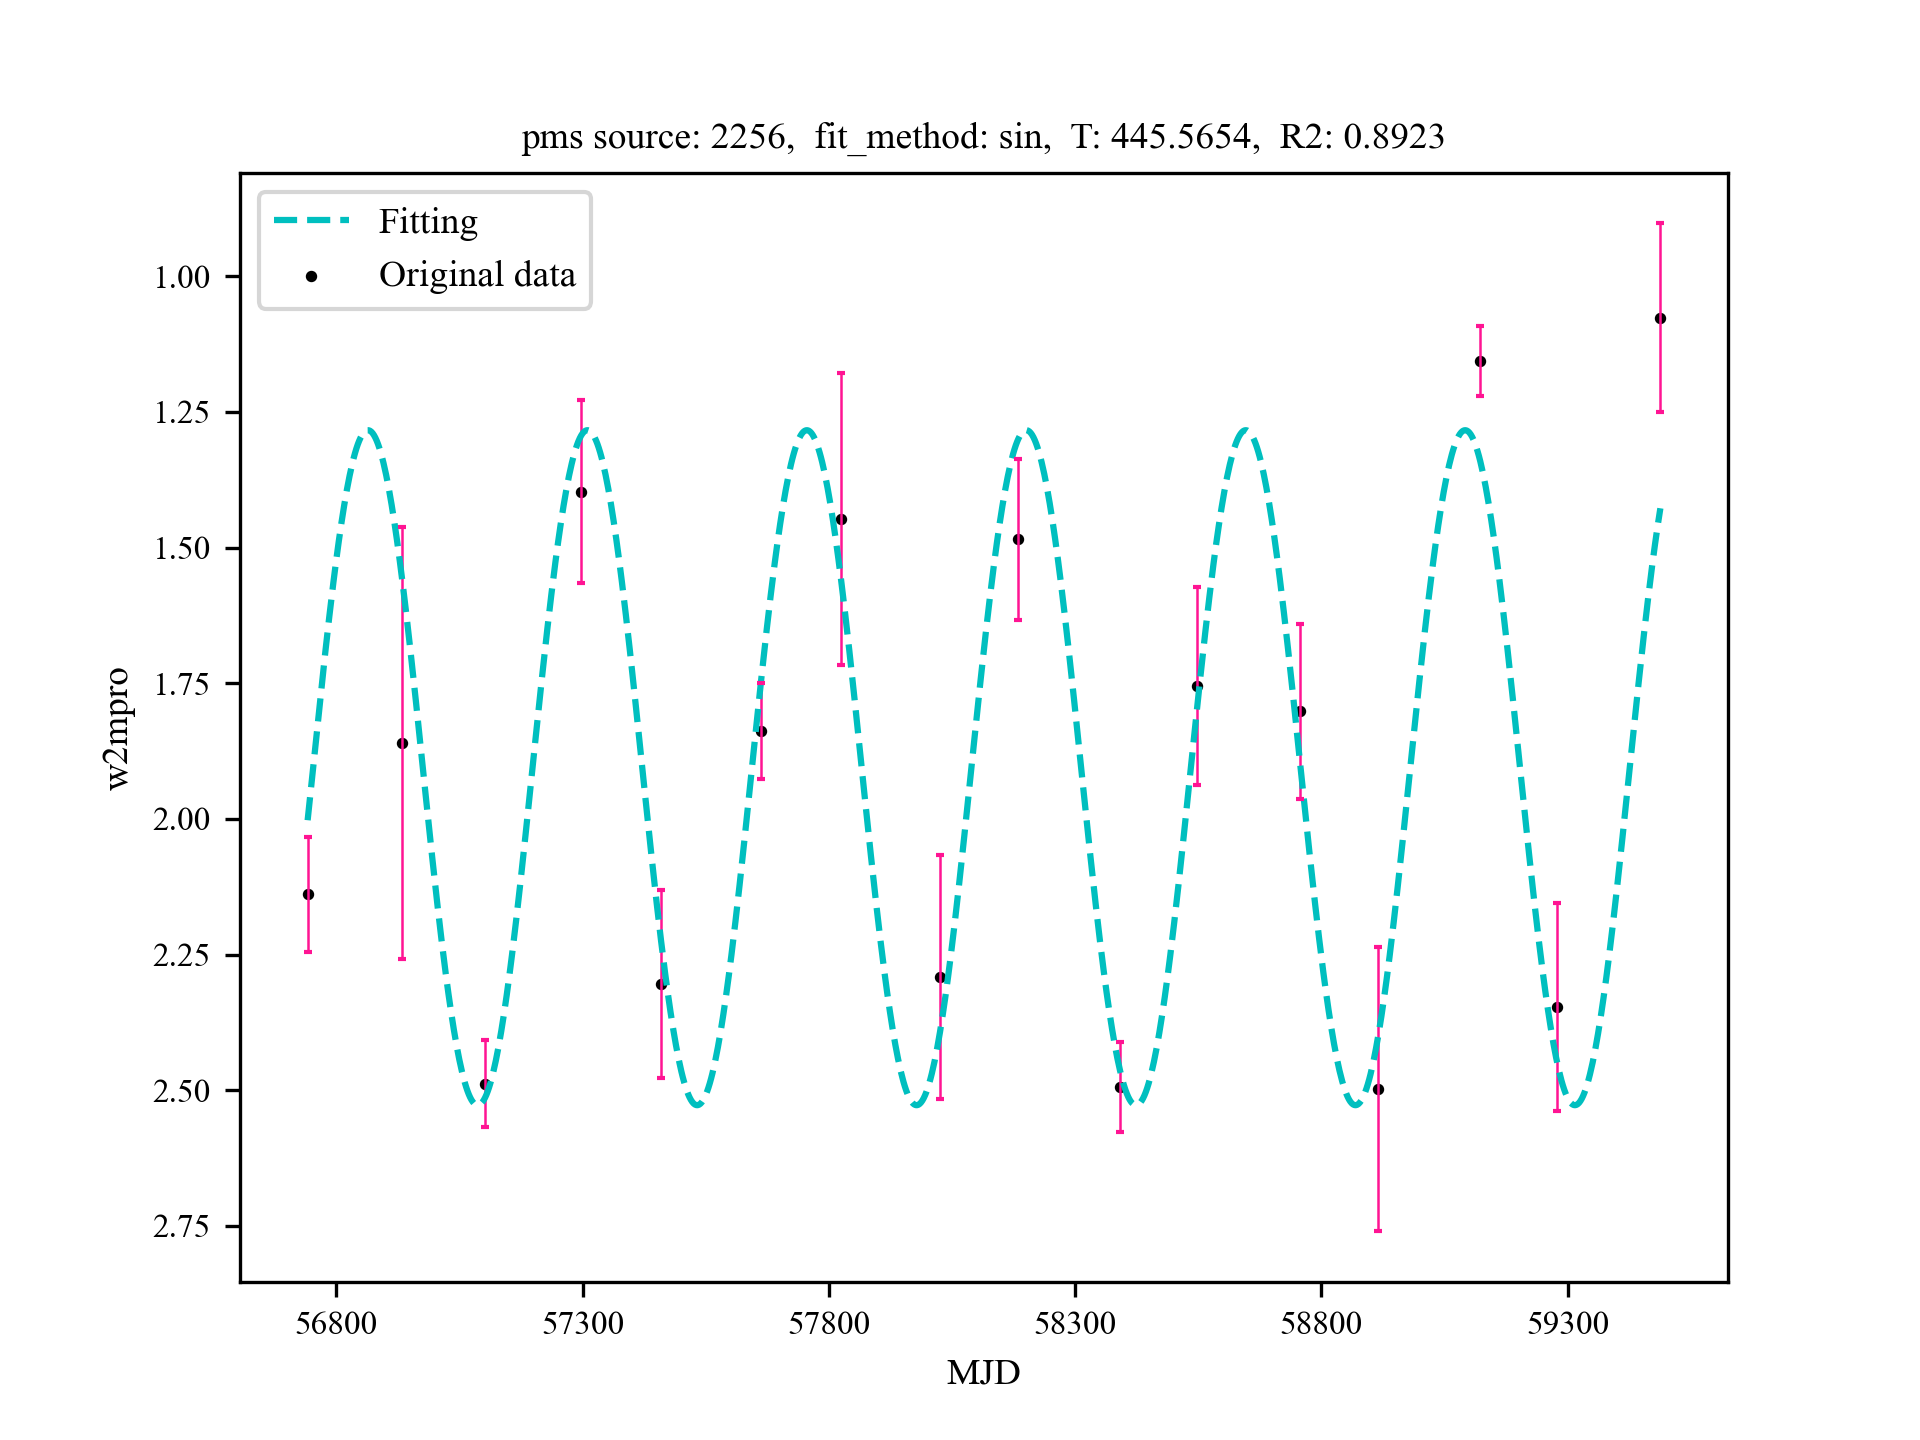 pms source: 2256,  fit_method: sin,  T: 445.5654,  R2: 0.8923
Fitting
Original data
1.00
1.25
1.50
1.75
2.00
2.25
2.50
2.75
w2mpro
56800 57300 57800 58300 58800 59300
MJD